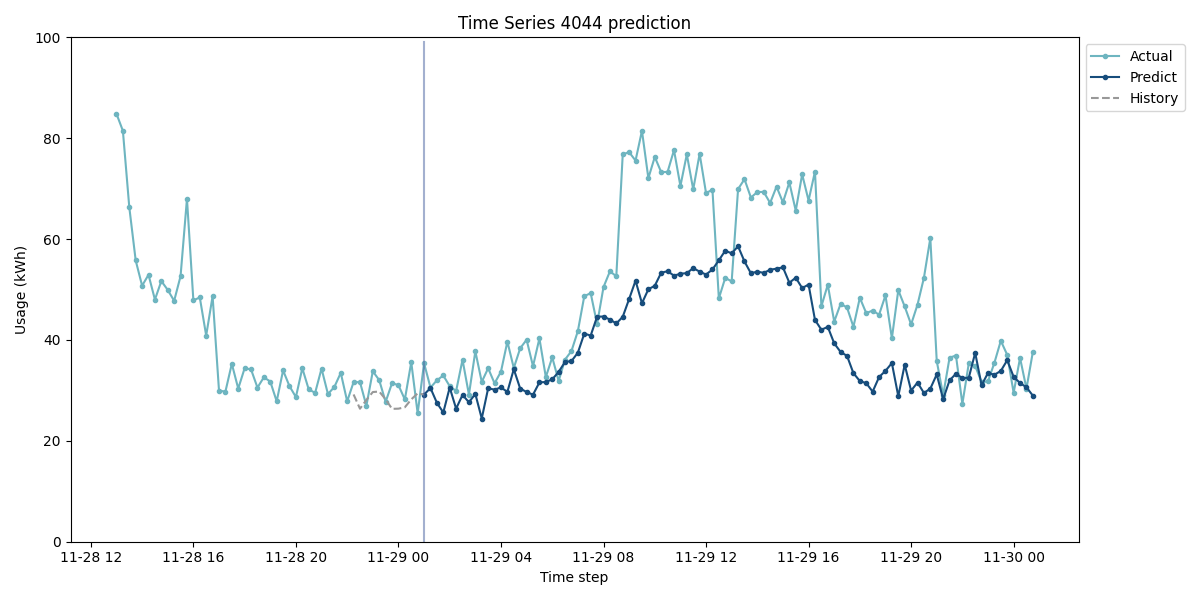 Time Series 4044 prediction
100
80
60
40
20
0
Usage (kWh)
11-28 12
11-28 16
11-28 20
11-29 00
11-29 04
11-29 08
11-29 12
11-29 16
11-29 20
11-30 00
Time step
Actual
Predict
History